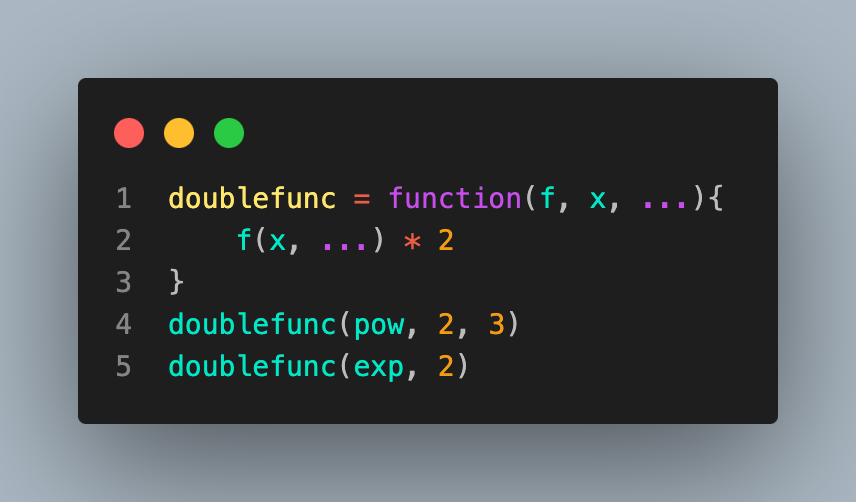 1 doublefunc = function(f, x, ...){
2     f(x, ...) * 2
3 }
4 doublefunc(pow, 2, 3)
5 doublefunc(exp, 2)